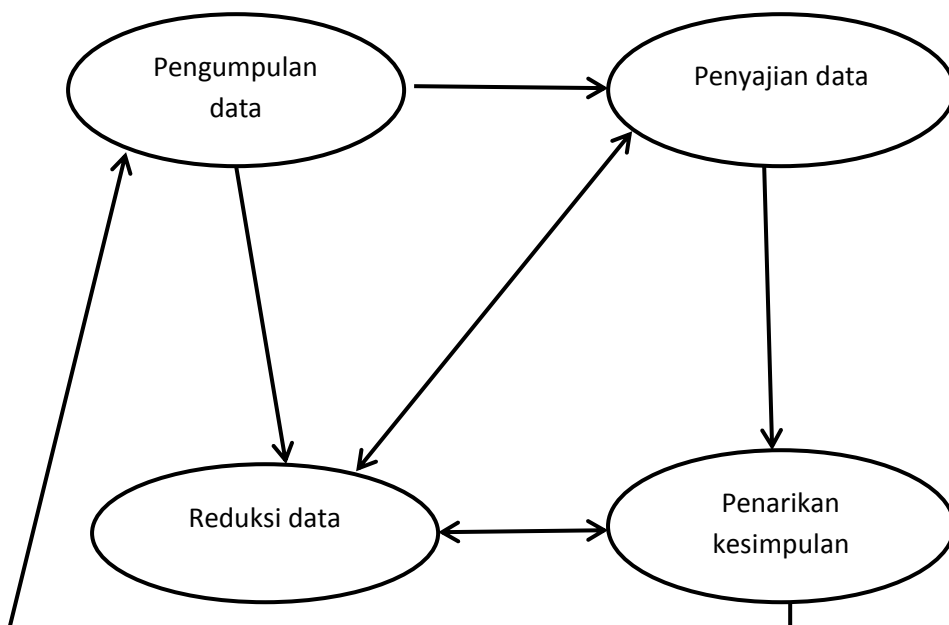 Pengumpulan
data
Penyajian data
Reduksi data
Penarikan
kesimpulan